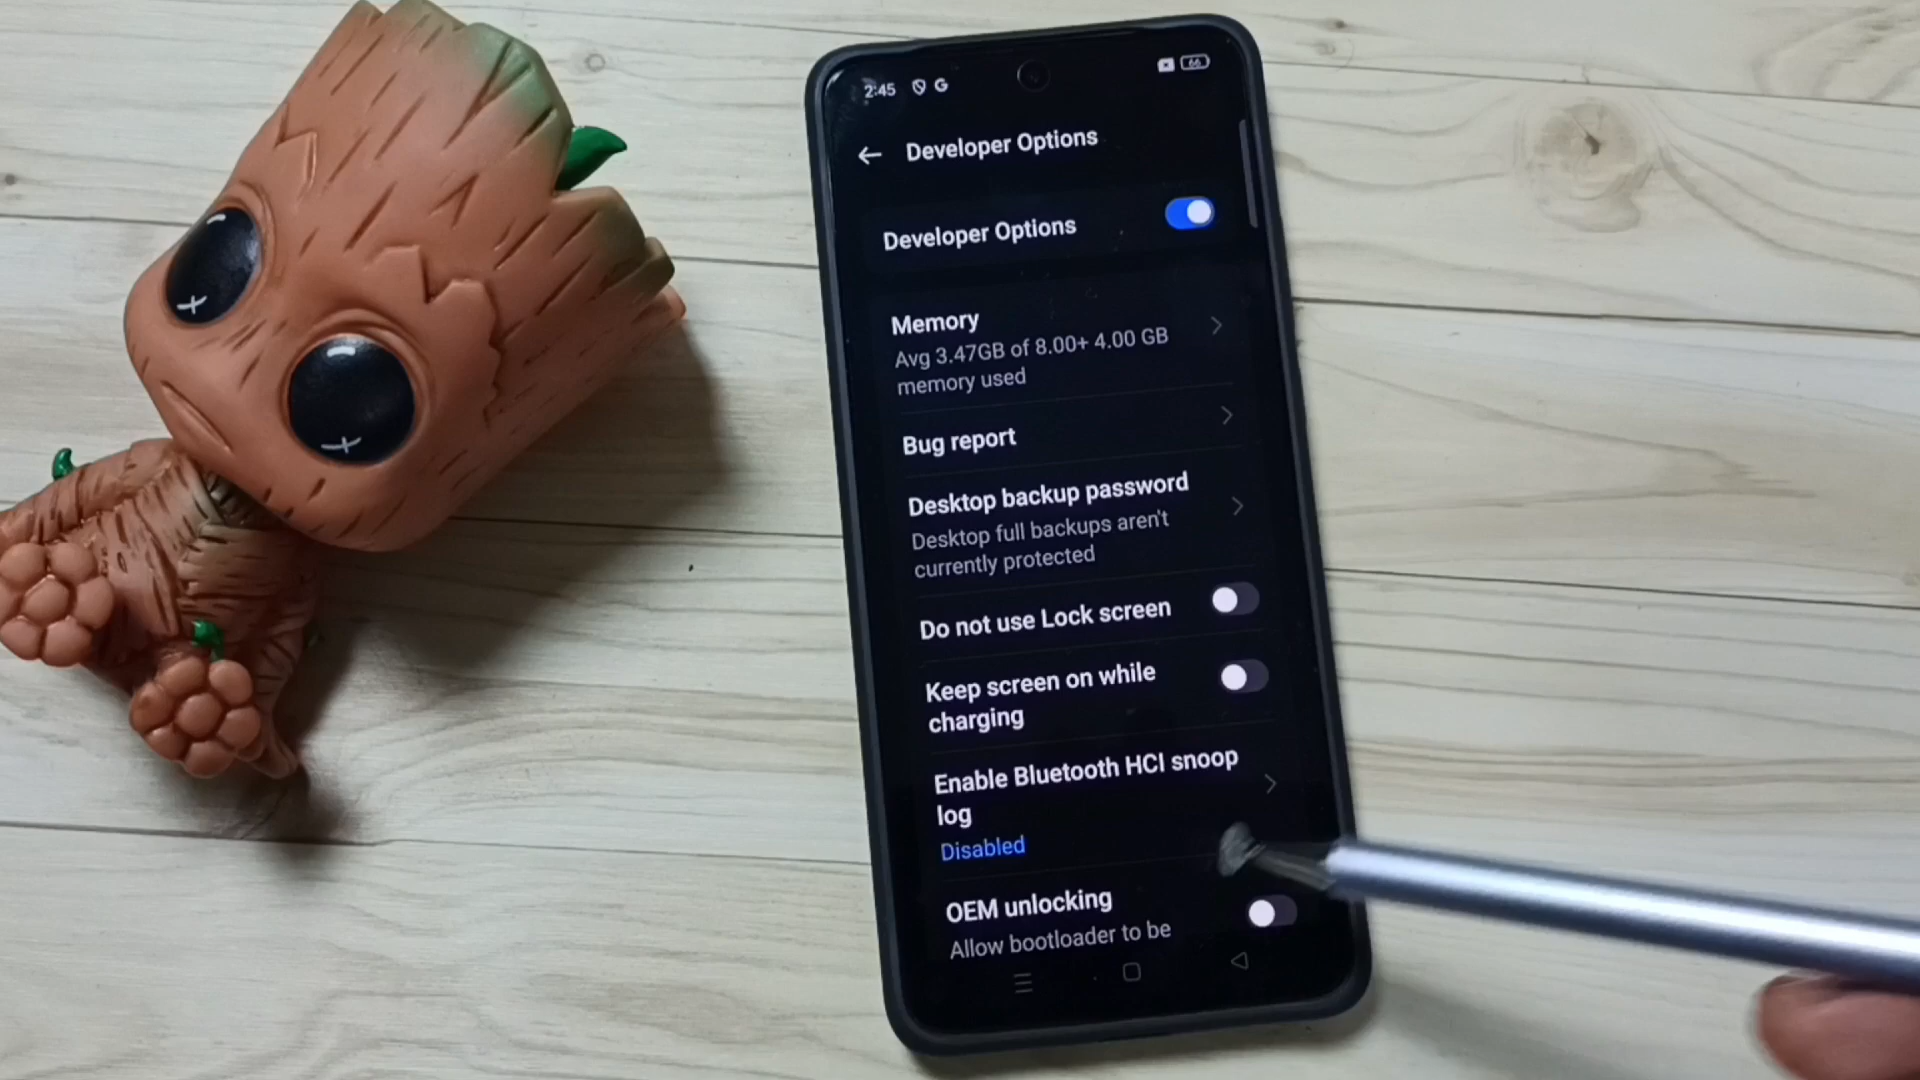 2:45 G 66
Developer Options
Developer Options
Memory
Avg 3.47GB of 8.00+ 4.00 GB
memory used
Bug report
Desktop backup password
Desktop full backups aren't
currently protected
Do not use Lock screen
Keep screen on while
charging
Enable Bluetooth HCI snoop
log
Disabled
OEM unlocking
Allow bootloader to be